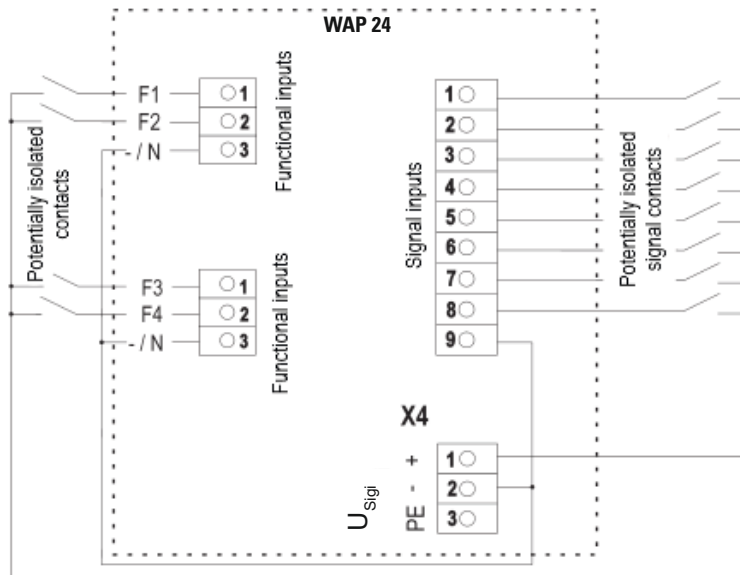 WAP 24
F1
1
F2
2
- / N
3
Functional inputs
Potentially isolated
contacts
F3
1
F4
2
- / N
3
Functional inputs
Signal inputs
1
2
3
4
5
6
7
8
9
Potentially isolated
signal contacts
X4
USigi
+
1
-
2
PE
3